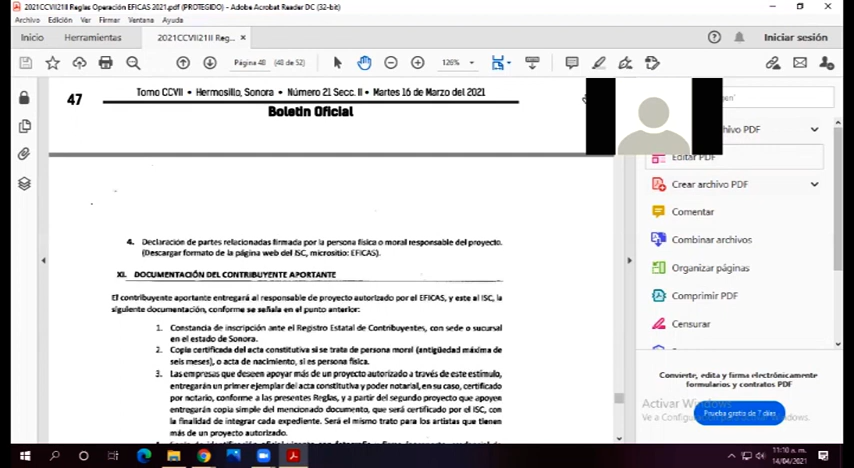 2021CCVII21II Reglas Operación EFICAS 2021.pdf (PROTEGIDO) - Adobe Acrobat Reader DC (32-bit)
Archivo Edición Ver Firmar Ventana Ayuda
Inicio Herramientas 2021CCVII21II Reg... × Iniciar sesión
Página 48 (48 de 52) 126%
47 Tomo CCVII • Hermosillo, Sonora • Número 21 Secc. II • Martes 16 de Marzo del 2021
Boletin Oficial
4. Declaración de partes relacionadas firmada por la persona física o moral responsable del proyecto.
(Descargar formato de la página web del ISC, micrositio: EFICAS).
XI. DOCUMENTACIÓN DEL CONTRIBUYENTE APORTANTE
El contribuyente aportante entregará al responsable de proyecto autorizado por el EFICAS, y este al ISC, la
siguiente documentación, conforme se señala en el punto anterior:
1. Constancia de inscripción ante el Registro Estatal de Contribuyentes, con sede o sucursal
en el estado de Sonora.
2. Copia certificada del acta constitutiva si se trata de persona moral (antigüedad máxima de
seis meses), o acta de nacimiento, si es persona física.
3. Las empresas que deseen apoyar más de un proyecto autorizado a través de este estímulo,
entregarán un primer ejemplar del acta constitutiva y poder notarial, en su caso, certificado
por notario, conforme a las presentes Reglas, y a partir del segundo proyecto que apoyen
entregarán copia simple del mencionado documento, que será certificado por el ISC, con
la finalidad de integrar cada expediente. Será el mismo trato para los artistas que tienen
más de un proyecto autorizado.
Editar PDF
Crear archivo PDF
Comentar
Combinar archivos
Organizar páginas
Comprimir PDF
Censurar
Convierte, edita y firma electrónicamente
formularios y contratos PDF
Activar Windows
Prueba gratis de 7 días
11:10 a. m.
14/04/2021